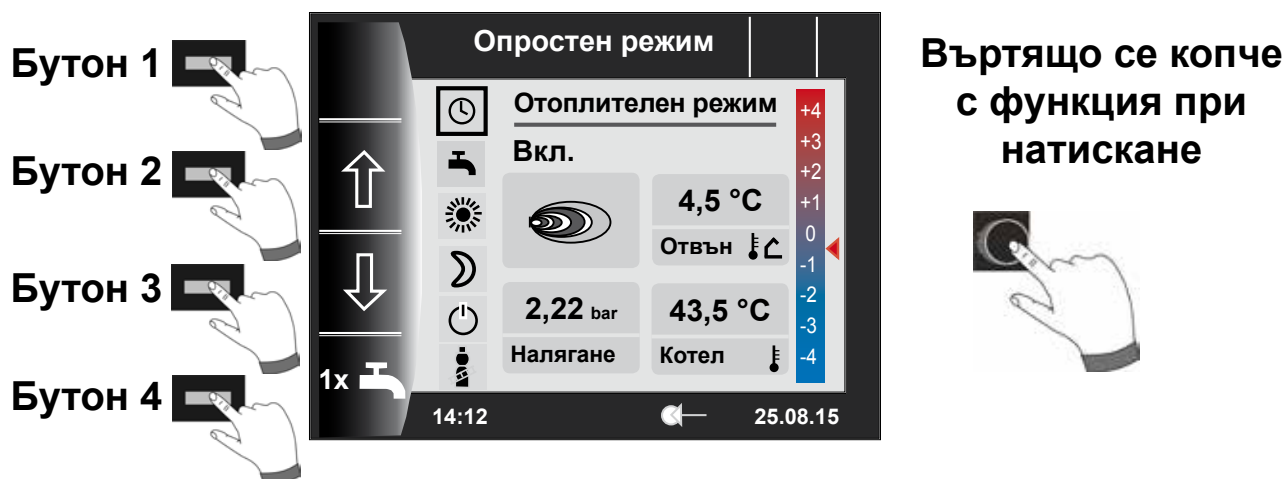 Бутон 1
Бутон 2
Бутон 3
Бутон 4
Опростен режим
Отоплителен режим
Вкл.
4,5 °C
Отвън
2,22 bar
Налягане
43,5 °C
Котел
+4
+3
+2
+1
0
-1
-2
-3
-4
1x
14:12
25.08.15
Въртящо се копче
с функция при
натискане